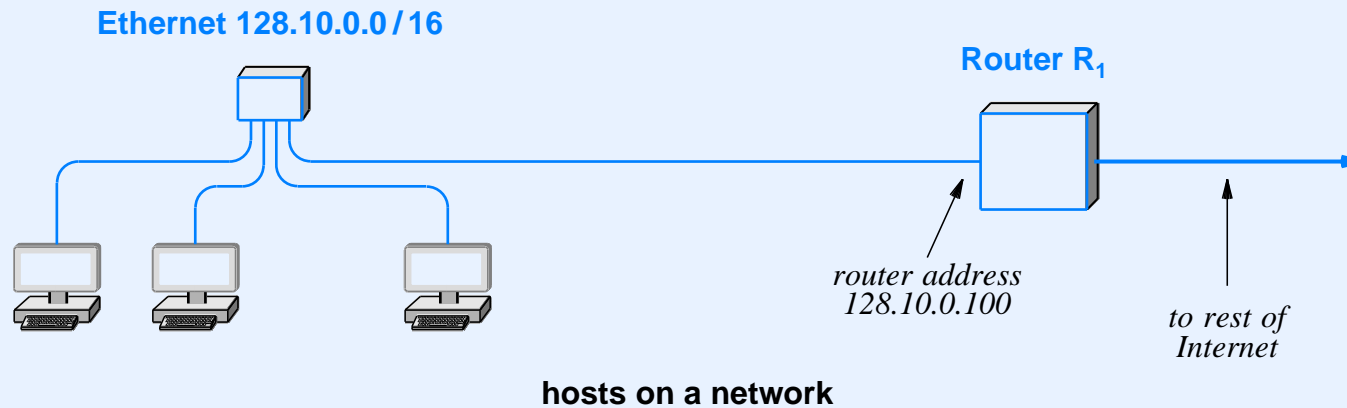 Ethernet 128.10.0.0 / 16
Router R1
router address
128.10.0.100
to rest of
Internet
hosts on a network